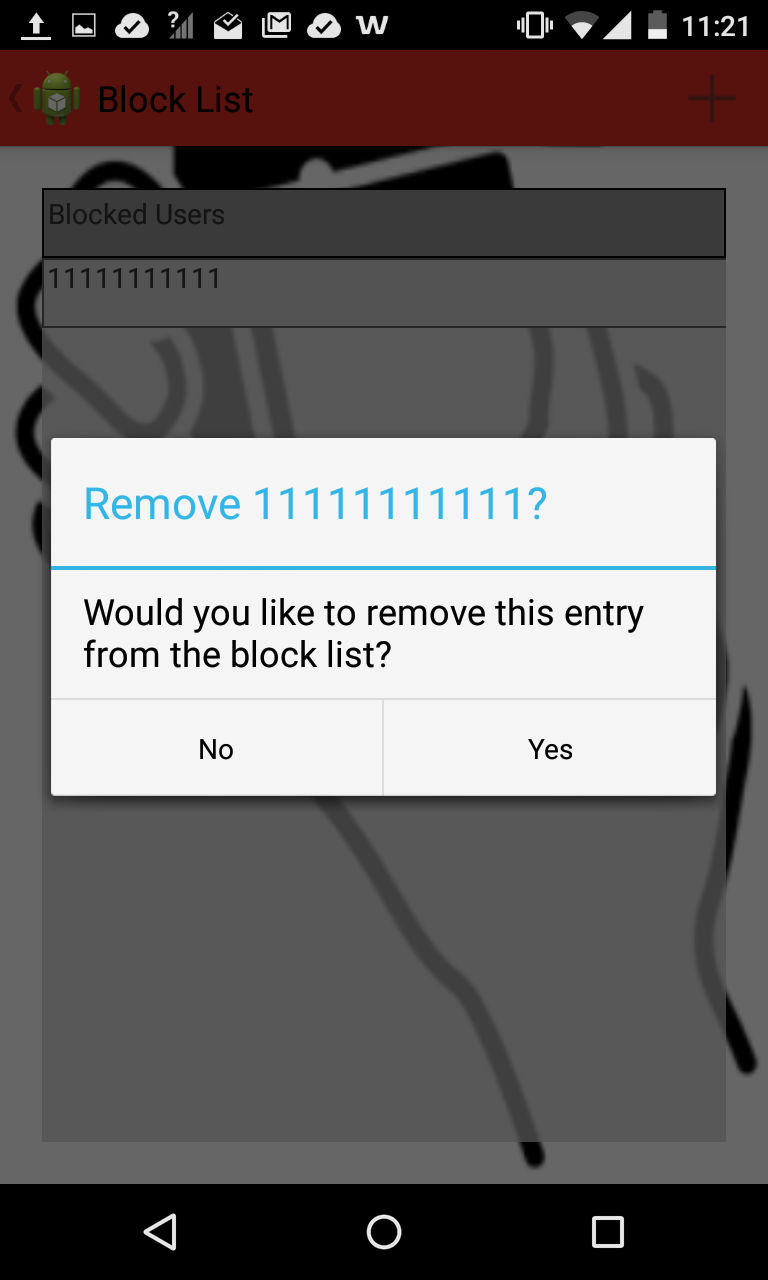 11:21
Block List
Blocked Users
11111111111
Remove 11111111111?
Would you like to remove this entry
from the block list?
No Yes